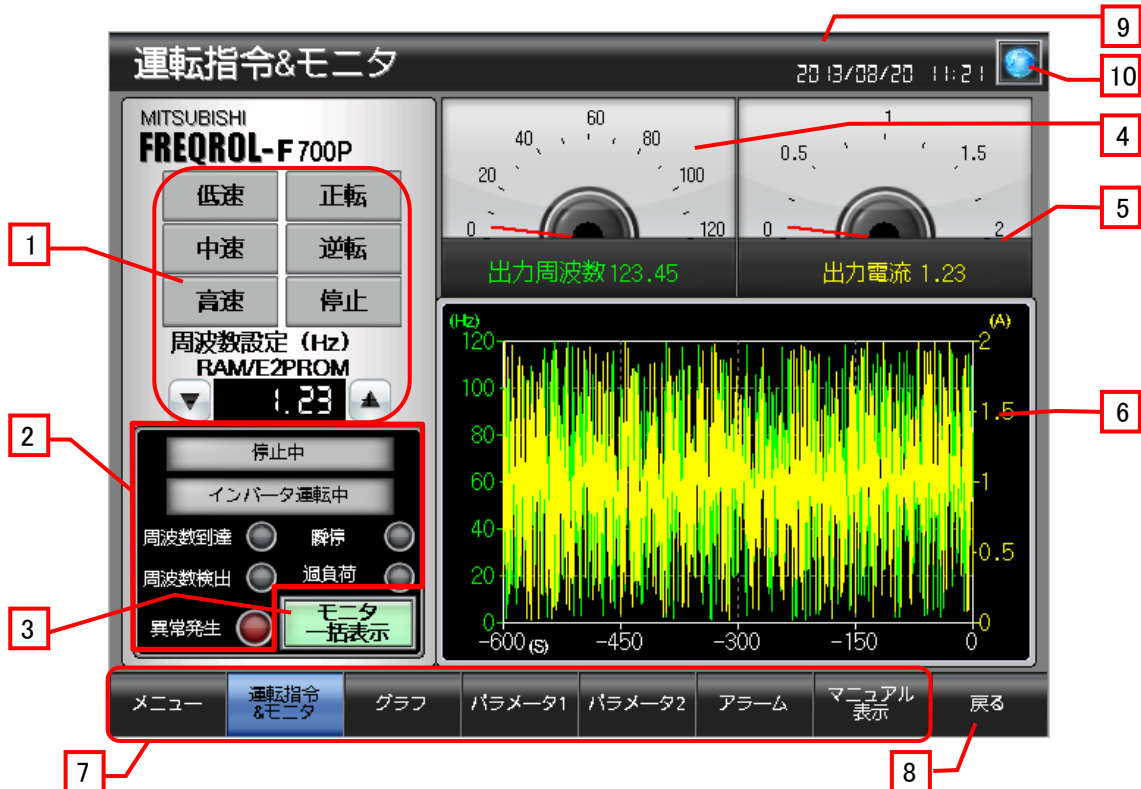 9
運転指令&モニタ
2013/08/20 11:21
10
MITSUBISHI
FREQROL-F700P
低速 正転
中速 逆転
高速 停止
周波数設定 (Hz)
RAM/E2PROM
1.23
1
0 20 40 60 80 100 120
出力周波数 123.45
0 0.5 1 1.5 2
出力電流 1.23
4
5
(Hz)
120
100
80
60
40
20
0
(A)
2
1.5
1
0.5
0
-600 (S) -450 -300 -150 0
6
2
停止中
インバータ運転中
周波数到達 瞬停
周波数検出 過負荷
異常発生
モニタ
一括表示
3
メニュー
運転指令
&モニタ
グラフ
パラメータ1
パラメータ2
アラーム
マニュアル
表示
戻る
7
8